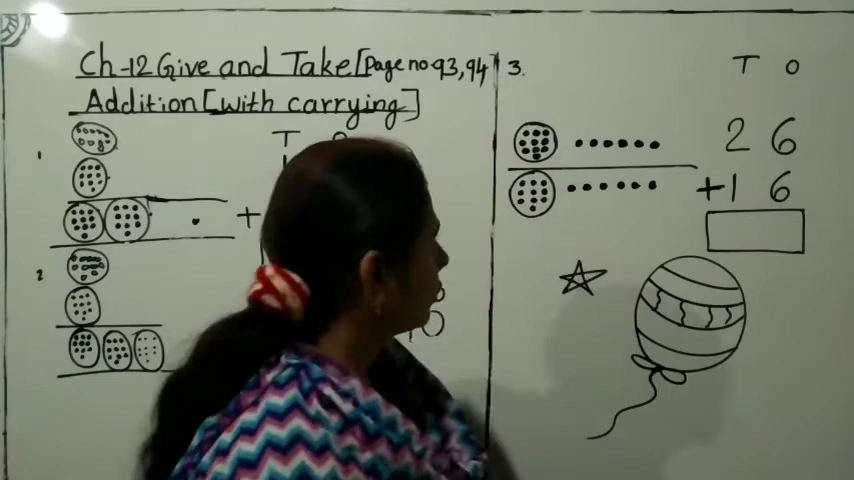 Ch-12 Give and Take [page no 93, 94
Addition [with carrying]
1
T O
+
2
0
3.
T O
2 6
+1 6